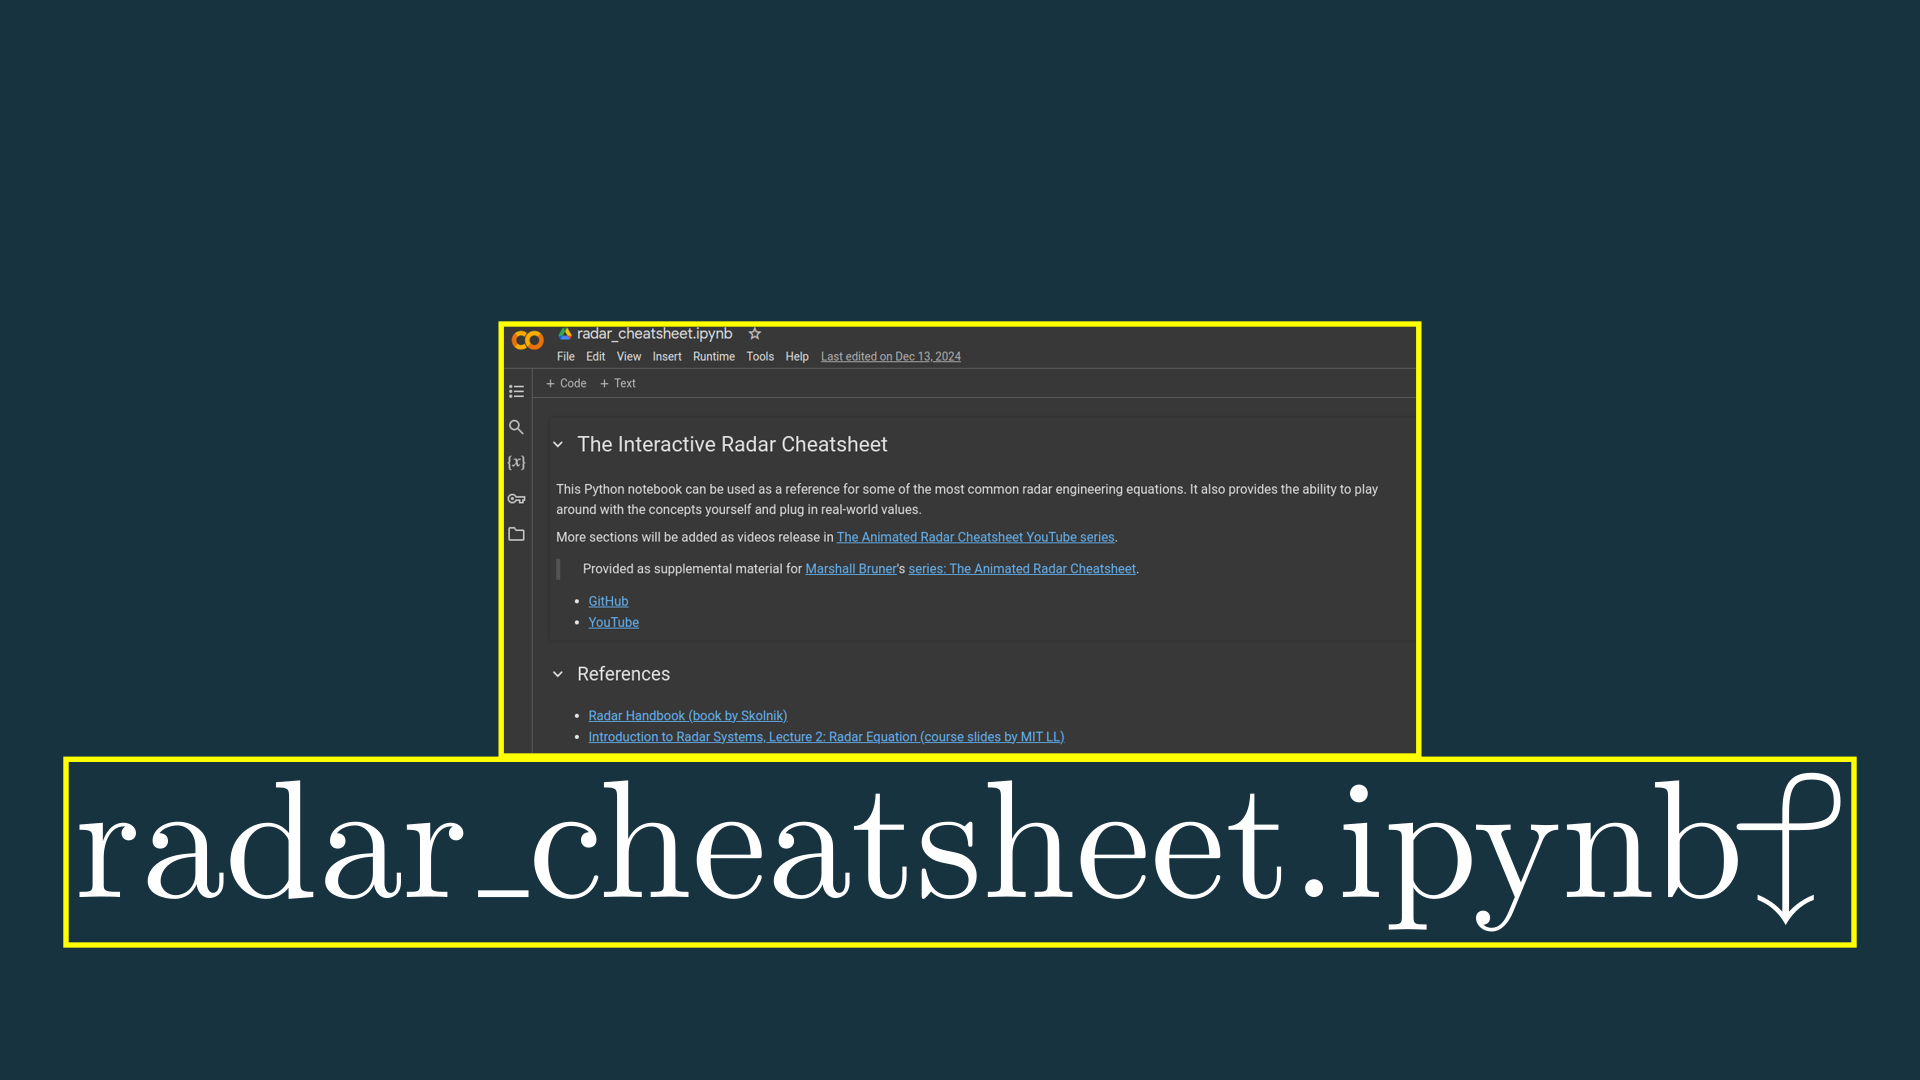 radar_cheatsheet.ipynb
File Edit View Insert Runtime Tools Help Last edited on Dec 13, 2024
+ Code + Text
The Interactive Radar Cheatsheet
This Python notebook can be used as a reference for some of the most common radar engineering equations. It also provides the ability to play
around with the concepts yourself and plug in real-world values.
More sections will be added as videos release in The Animated Radar Cheatsheet YouTube series.
Provided as supplemental material for Marshall Bruner's series: The Animated Radar Cheatsheet.
• GitHub
• YouTube
References
• Radar Handbook (book by Skolnik)
• Introduction to Radar Systems, Lecture 2: Radar Equation (course slides by MIT LL)
radar_cheatsheet.ipynb